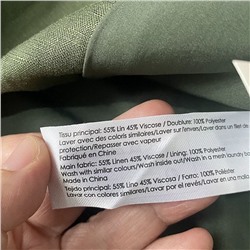 Tissu principal: 55% Lin 45% Viscose / Doublure: 100% Polyester
Laver avec des coloris similaires/Laver sur l'envers/Laver dans un filet de
protection/Repasser avec vapeur
Fabriqué en Chine
Main fabric: 55% Linen 45% Viscose / Lining: 100% Polyester
Wash with similar colours/Wash inside out/Wash in a mesh laundry
Made in China
Tejido principal: 55% Lino 45% Viscosa / Forro: 100% Poliéster
Lavar con colores similares/Lavar por el revés/Lavar en una malla